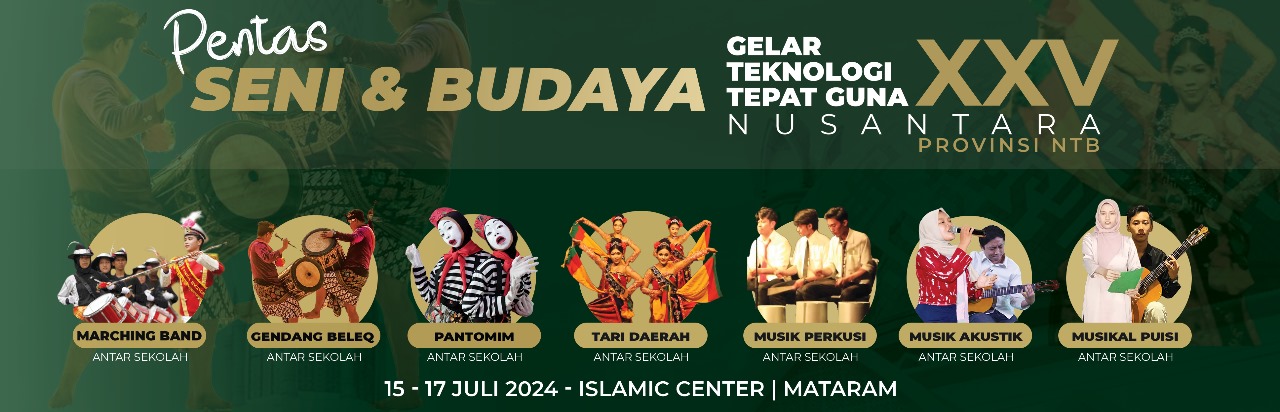 Pentas
SENI & BUDAYA
GELAR
TEKNOLOGI
TEPAT GUNA
XXV
NUSANTARA
PROVINSI NTB
MARCHING BAND
ANTAR SEKOLAH
GENDANG BELEQ
ANTAR SEKOLAH
PANTOMIM
ANTAR SEKOLAH
TARI DAERAH
ANTAR SEKOLAH
MUSIK PERKUSI
ANTAR SEKOLAH
MUSIK AKUSTIK
ANTAR SEKOLAH
MUSIKAL PUISI
ANTAR SEKOLAH
15 - 17 JULI 2024 - ISLAMIC CENTER | MATARAM